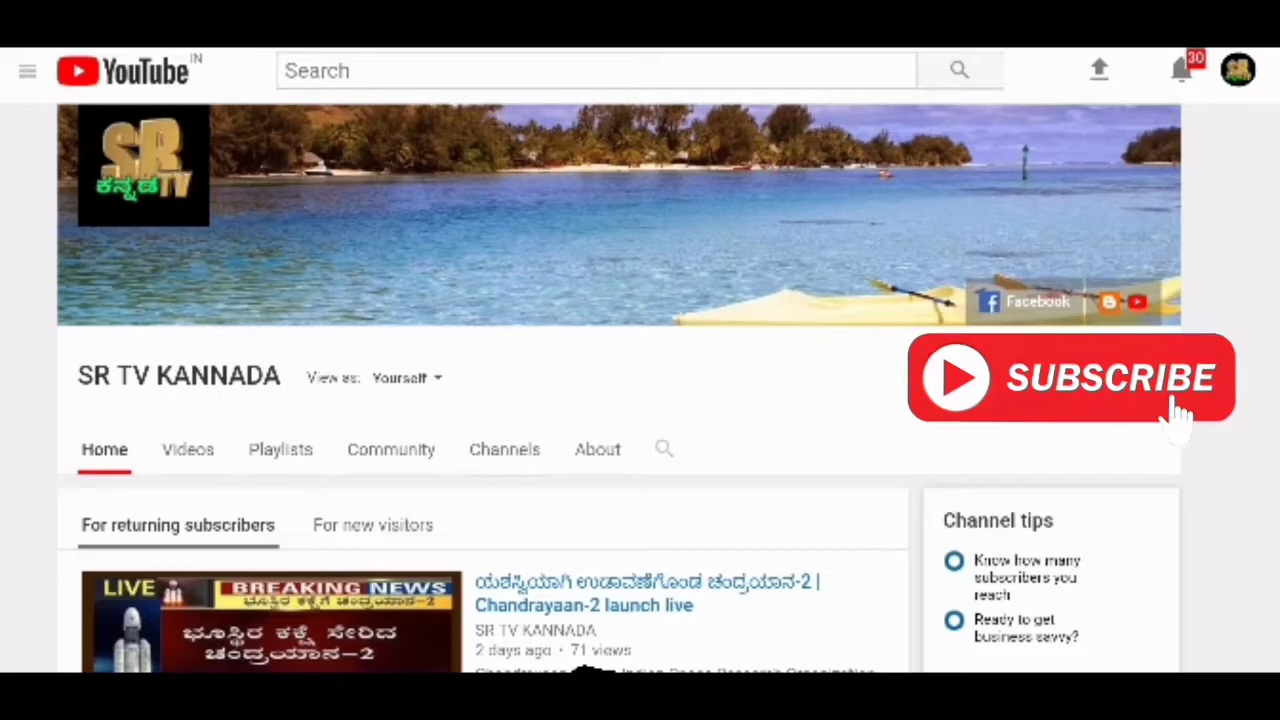 YouTube IN
Search
30
SR
ಕನ್ನಡ TV
Facebook
SR TV KANNADA View as: Yourself
SUBSCRIBE
Home Videos Playlists Community Channels About
For returning subscribers For new visitors
LIVE BREAKING NEWS
ಭೂಸ್ಥಿರ ಕಕ್ಷೆಗೆ ಚಂದ್ರಯಾನ-2
ಭೂಸ್ಥಿರ ಕಕ್ಷೆ ಸೇರಿದ
ಚಂದ್ರಯಾನ-2
ಯಶಸ್ವಿಯಾಗಿ ಉಡಾವಣೆಗೊಂಡ ಚಂದ್ರಯಾನ-2 |
Chandrayaan-2 launch live
SR TV KANNADA
2 days ago • 71 views
Channel tips
Know how many
subscribers you
reach
Ready to get
business savvy?